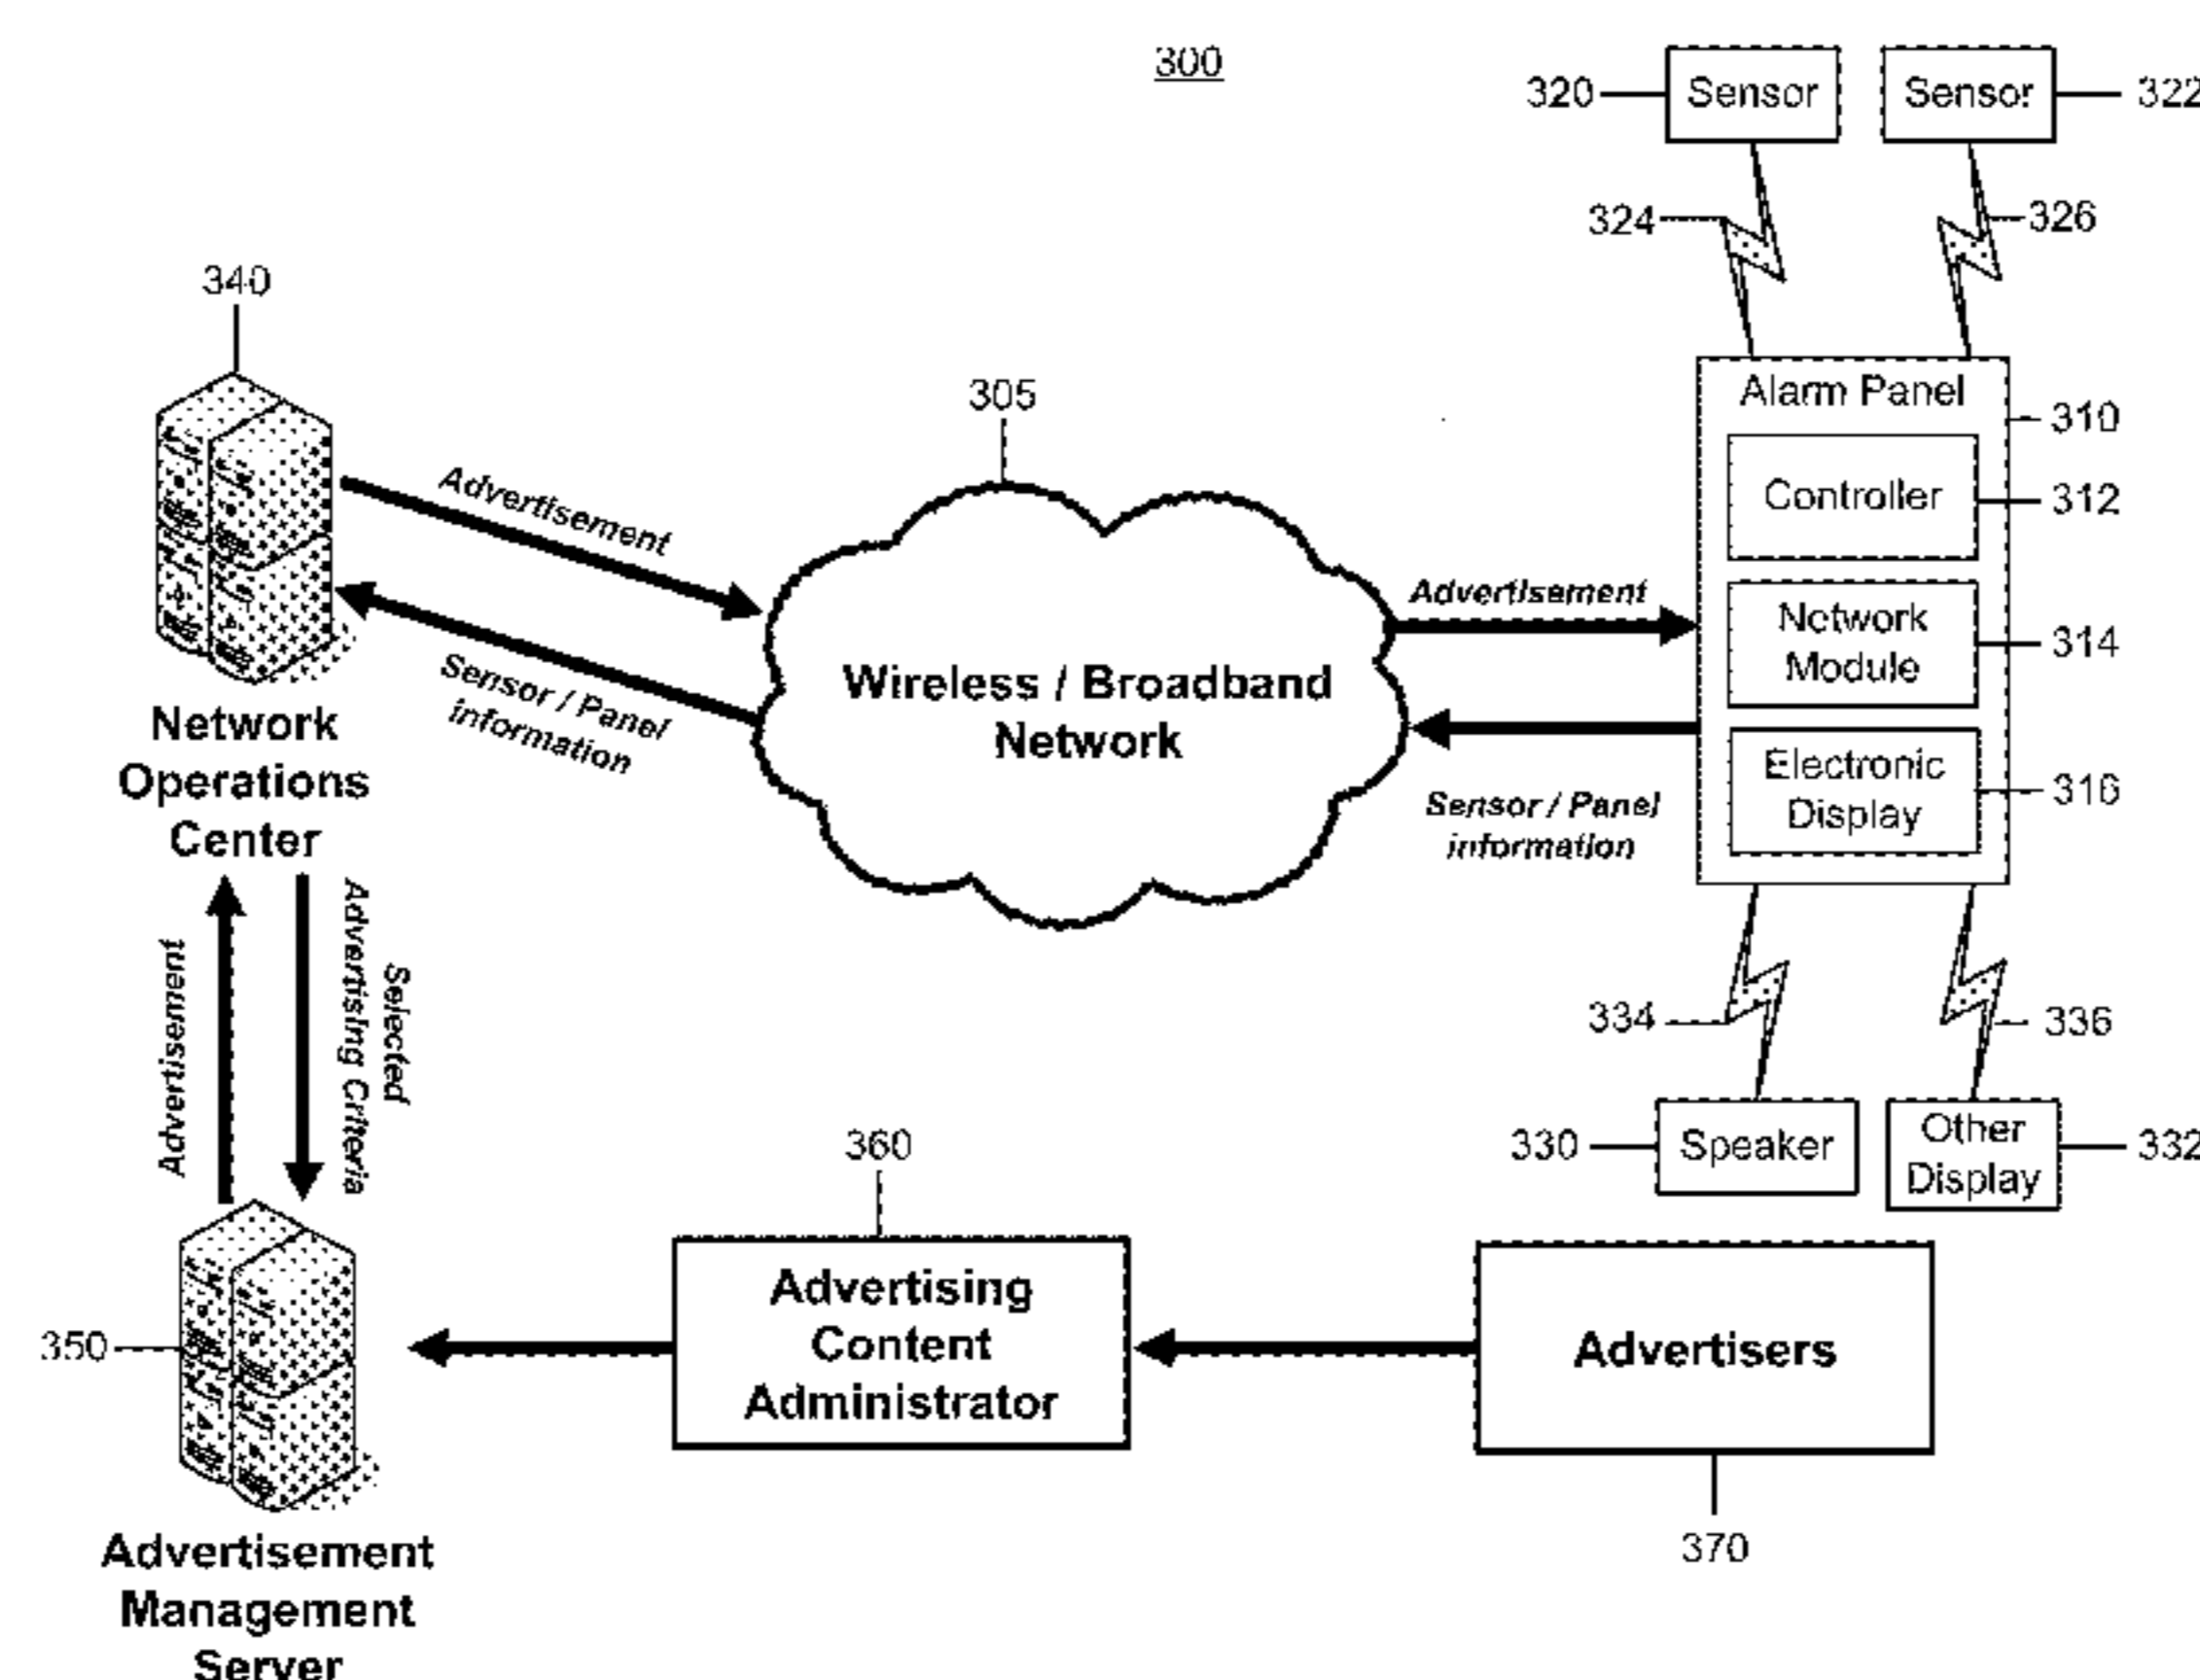 300
320
Sensor
Sensor
322
324
326
340
305
Alarm Panel
310
Controller
312
Network
Module
314
Electronic
Display
316
Advertisement
Sensor / Panel
information
Wireless / Broadband
Network
Advertisement
Sensor / Panel
information
Network
Operations
Center
Advertisement
Selected
Advertising Criteria
334
336
330
Speaker
Other
Display
332
360
350
Advertising
Content
Administrator
Advertisers
370
Advertisement
Management
Server